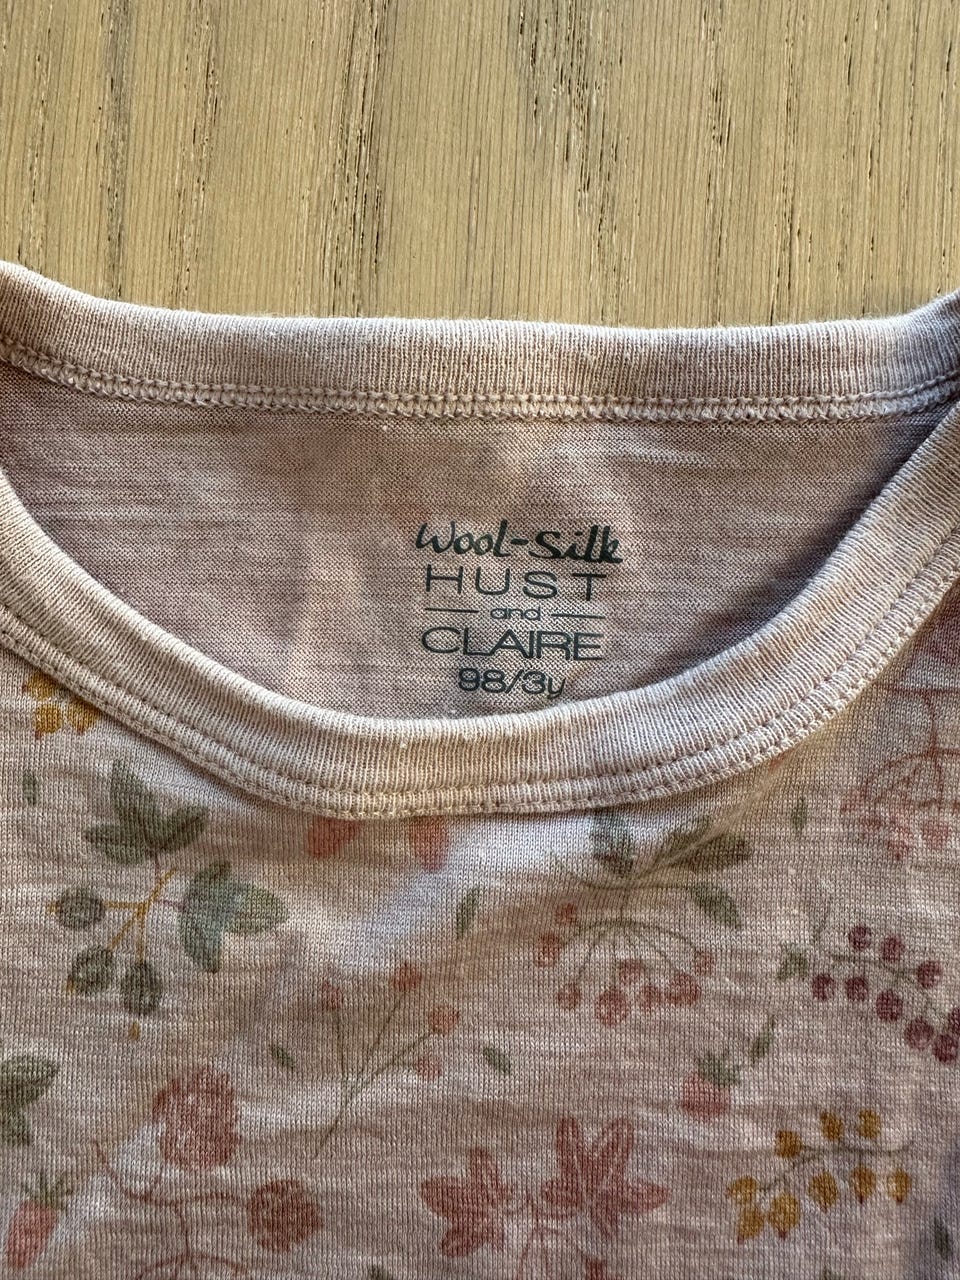 Wool-Silk
HUST
and
CLAIRE
98/3y